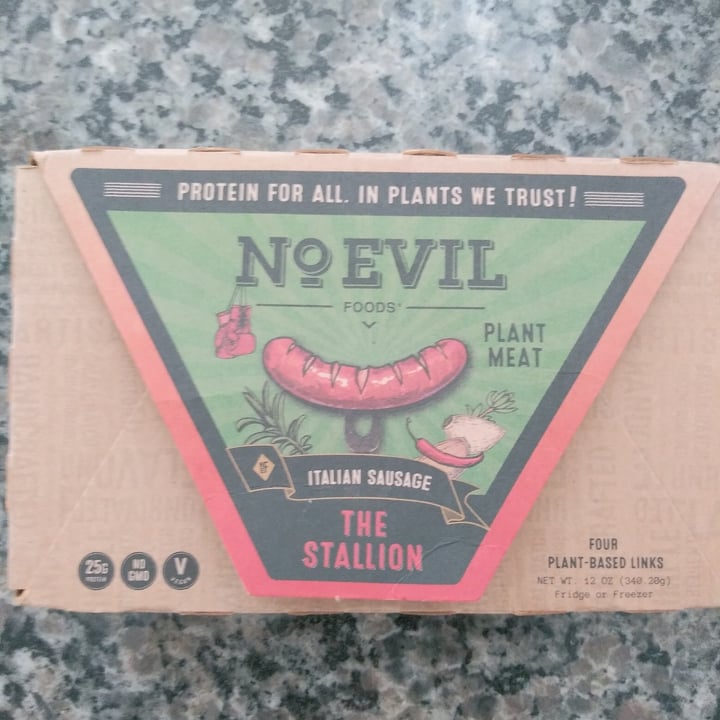 PROTEIN FOR ALL. IN PLANTS WE TRUST!
No EVIL
FOODS
PLANT
MEAT
ITALIAN SAUSAGE
THE
STALLION
25G
PROTEIN
NO
GMO
V
VEGAN
FOUR
PLANT-BASED LINKS
NET WT. 12 OZ (340.20g)
Fridge or Freezer